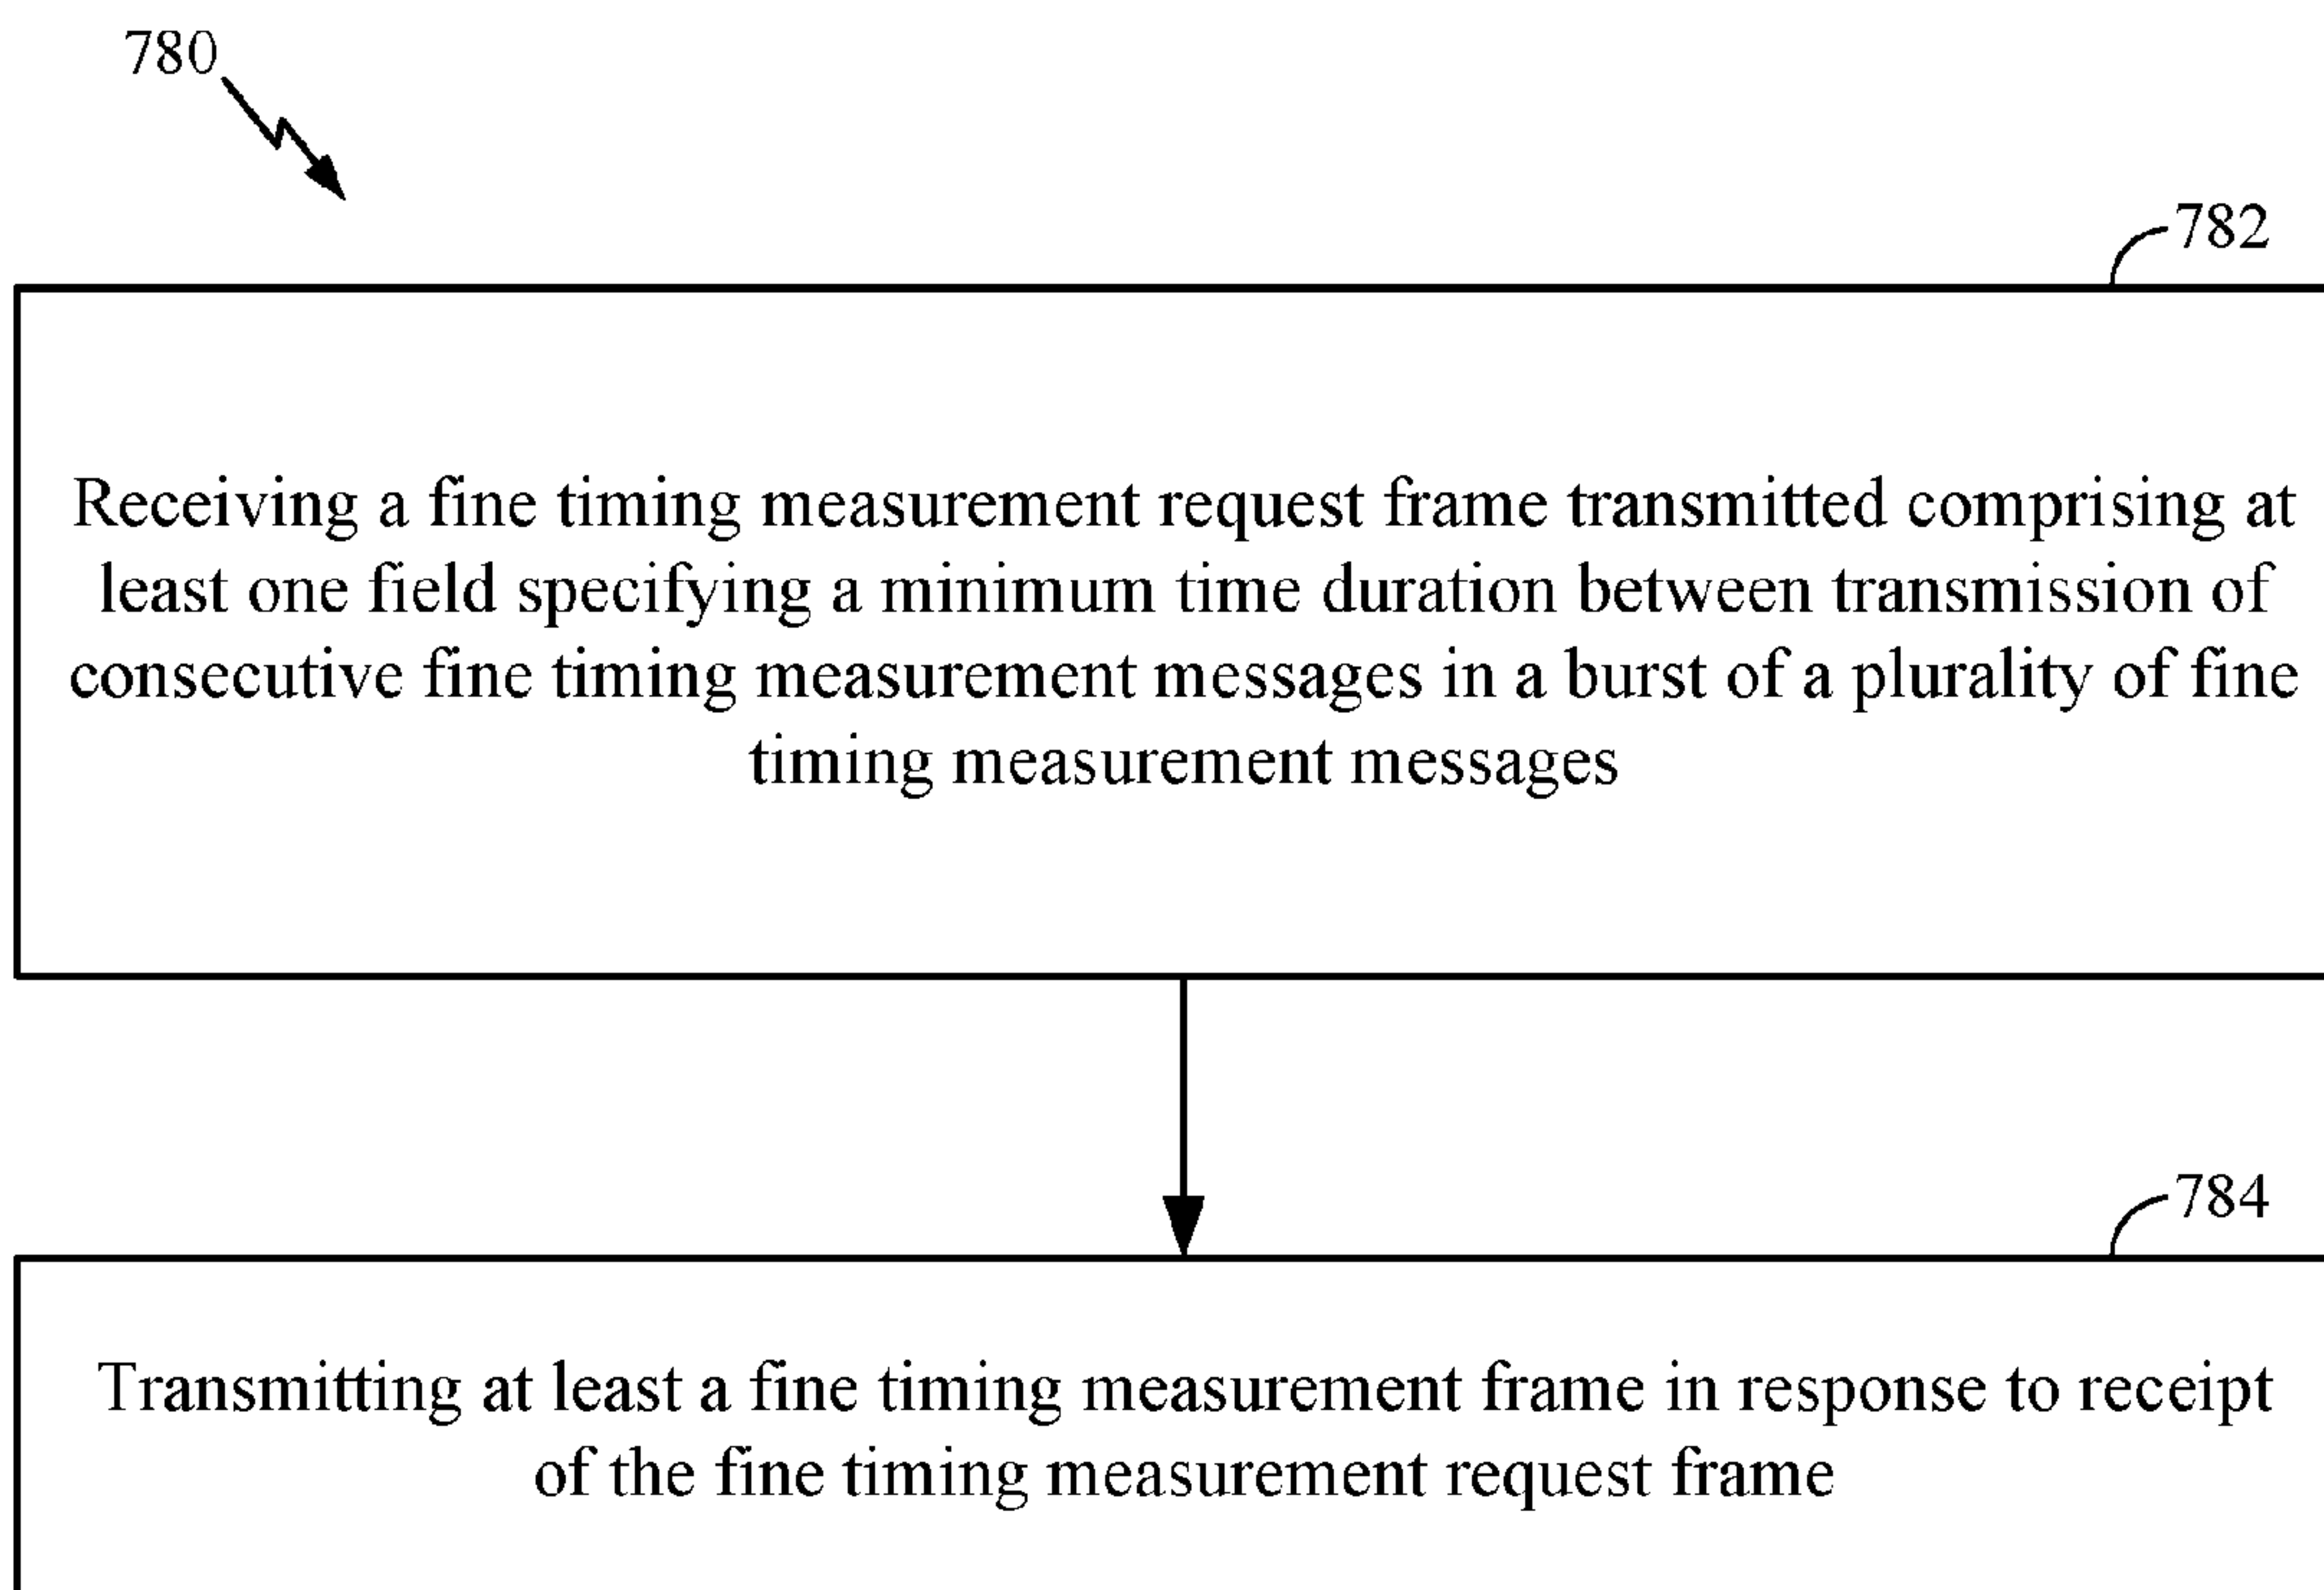 780
782
Receiving a fine timing measurement request frame transmitted comprising at
least one field specifying a minimum time duration between transmission of
consecutive fine timing measurement messages in a burst of a plurality of fine
timing measurement messages
784
Transmitting at least a fine timing measurement frame in response to receipt
of the fine timing measurement request frame